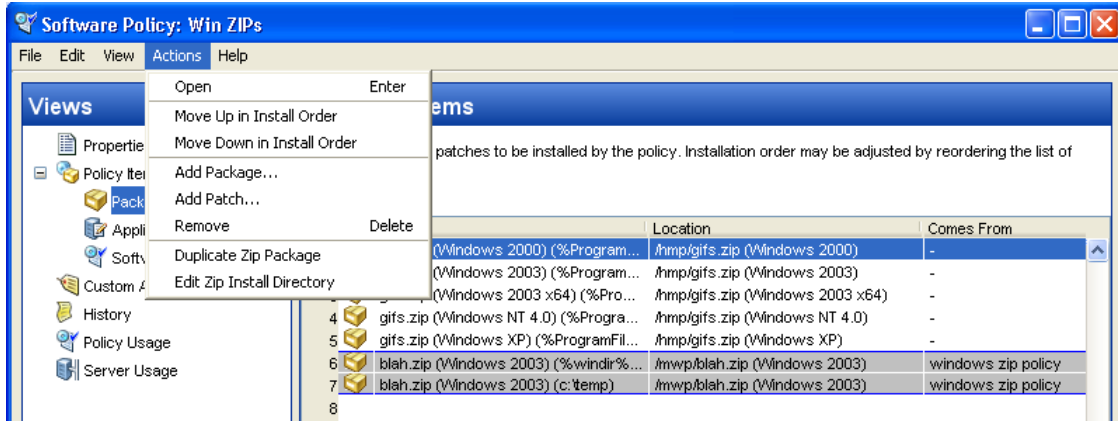 Software Policy: Win ZIPs
File Edit View Actions Help
Open Enter
Move Up in Install Order
Move Down in Install Order
Add Package...
Add Patch...
Remove Delete
Duplicate Zip Package
Edit Zip Install Directory
Views
Propertie
Policy Iter
Pack
Appli
Softv
Custom A
History
Policy Usage
Server Usage
ems
patches to be installed by the policy. Installation order may be adjusted by reordering the list of
Location Comes From
(Windows 2000) (%Program... /hmp/gifs.zip (Windows 2000) -
(Windows 2003) (%Program... /hmp/gifs.zip (Windows 2003) -
(Windows 2003 x64) (%Pro... /hmp/gifs.zip (Windows 2003 x64) -
4 gifs.zip (Windows NT 4.0) (%Progra... /hmp/gifs.zip (Windows NT 4.0) -
5 gifs.zip (Windows XP) (%ProgramFil... /hmp/gifs.zip (Windows XP) -
6 blah.zip (Windows 2003) (%windir%... /mwp/blah.zip (Windows 2003) windows zip policy
7 blah.zip (Windows 2003) (c:\temp) /mwp/blah.zip (Windows 2003) windows zip policy
8